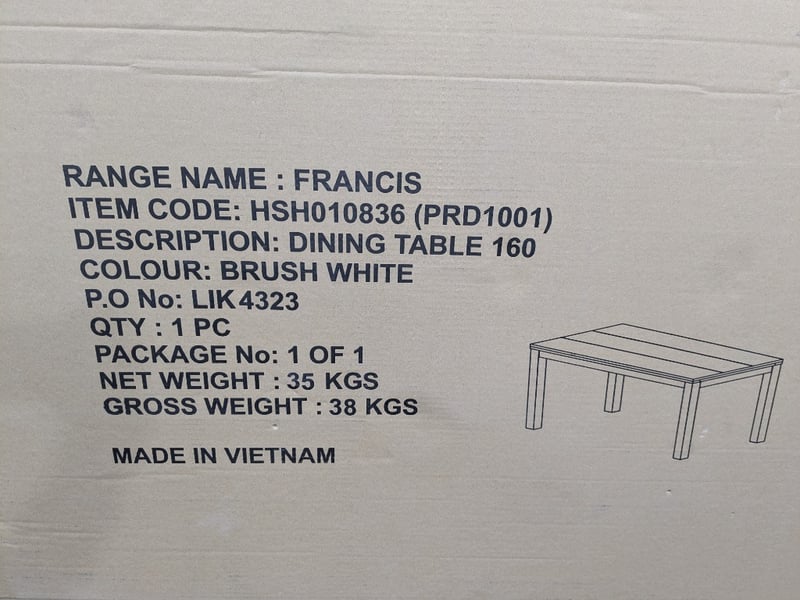 RANGE NAME : FRANCIS
ITEM CODE: HSH010836 (PRD1001)
DESCRIPTION: DINING TABLE 160
COLOUR: BRUSH WHITE
P.O No: LIK4323
QTY : 1 PC
PACKAGE No: 1 OF 1
NET WEIGHT : 35 KGS
GROSS WEIGHT : 38 KGS
MADE IN VIETNAM